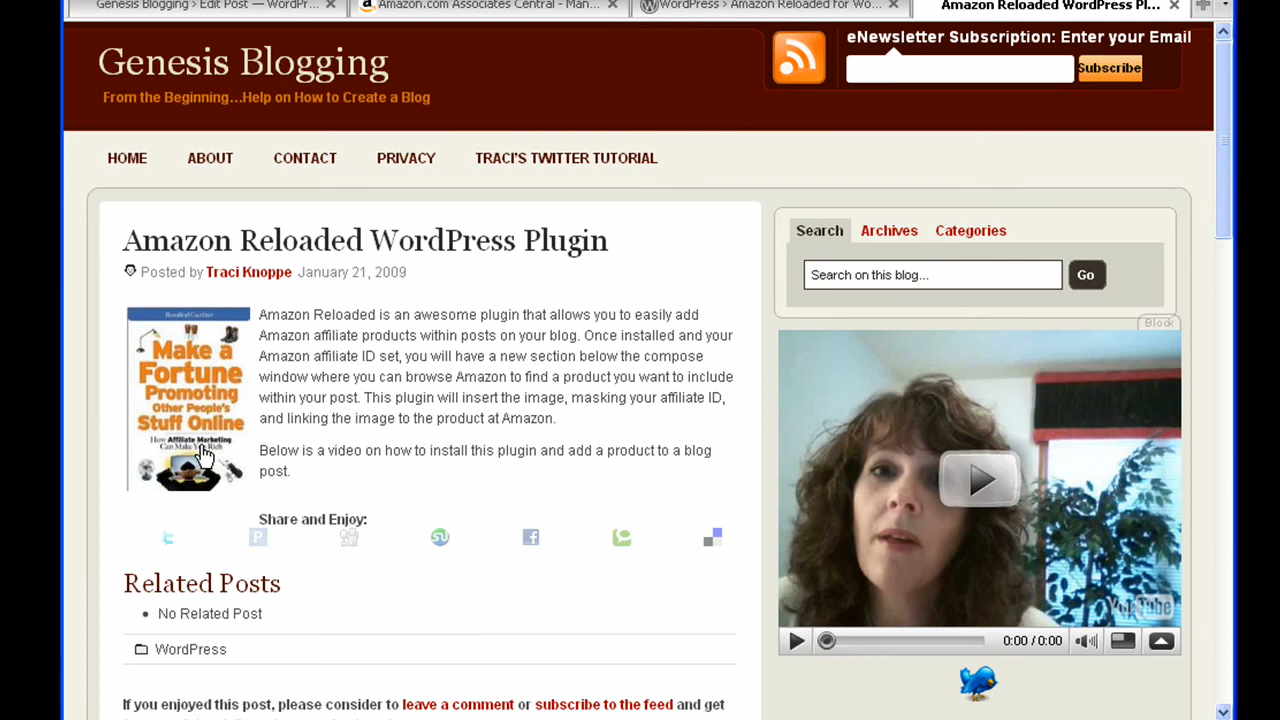 Genesis Blogging > Edit Post — WordPr...
Amazon.com Associates Central - Man...
WordPress > Amazon Reloaded for Wo...
Amazon Reloaded WordPress Pl...
Genesis Blogging
From the Beginning...Help on How to Create a Blog
eNewsletter Subscription: Enter your Email
Subscribe
HOME
ABOUT
CONTACT
PRIVACY
TRACI'S TWITTER TUTORIAL
Amazon Reloaded WordPress Plugin
Posted by Traci Knoppe January 21, 2009
Rosalind Gardner
Make a
Fortune
Promoting
Other People's
Stuff Online
How Affiliate Marketing
Can Make You Rich
Amazon Reloaded is an awesome plugin that allows you to easily add
Amazon affiliate products within posts on your blog. Once installed and your
Amazon affiliate ID set, you will have a new section below the compose
window where you can browse Amazon to find a product you want to include
within your post. This plugin will insert the image, masking your affiliate ID,
and linking the image to the product at Amazon.
Below is a video on how to install this plugin and add a product to a blog
post.
Share and Enjoy:
Related Posts
• No Related Post
WordPress
If you enjoyed this post, please consider to leave a comment or subscribe to the feed and get
Search
Archives
Categories
Search on this blog...
Go
Block
YouTube
0:00 / 0:00